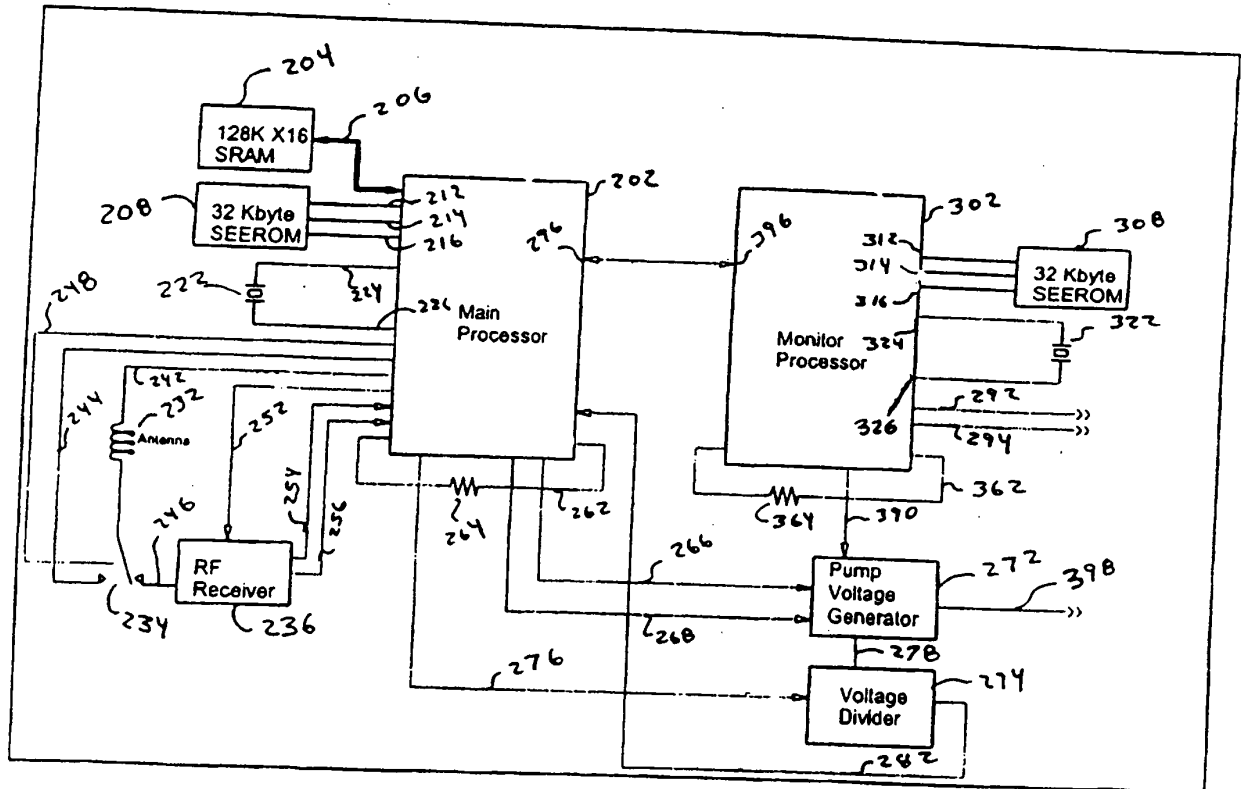 204
206
128K X16
SRAM
202
208
32 Kbyte
SEEROM
212
214
216
302
308
312
314
316
32 Kbyte
SEEROM
296
396
248
222
224
226
Main
Processor
Monitor
Processor
324
322
326
292
294
244
242
232
Antenna
252
254
256
264
262
364
362
390
246
RF
Receiver
234
236
266
268
Pump
Voltage
Generator
272
398
278
276
Voltage
Divider
274
282